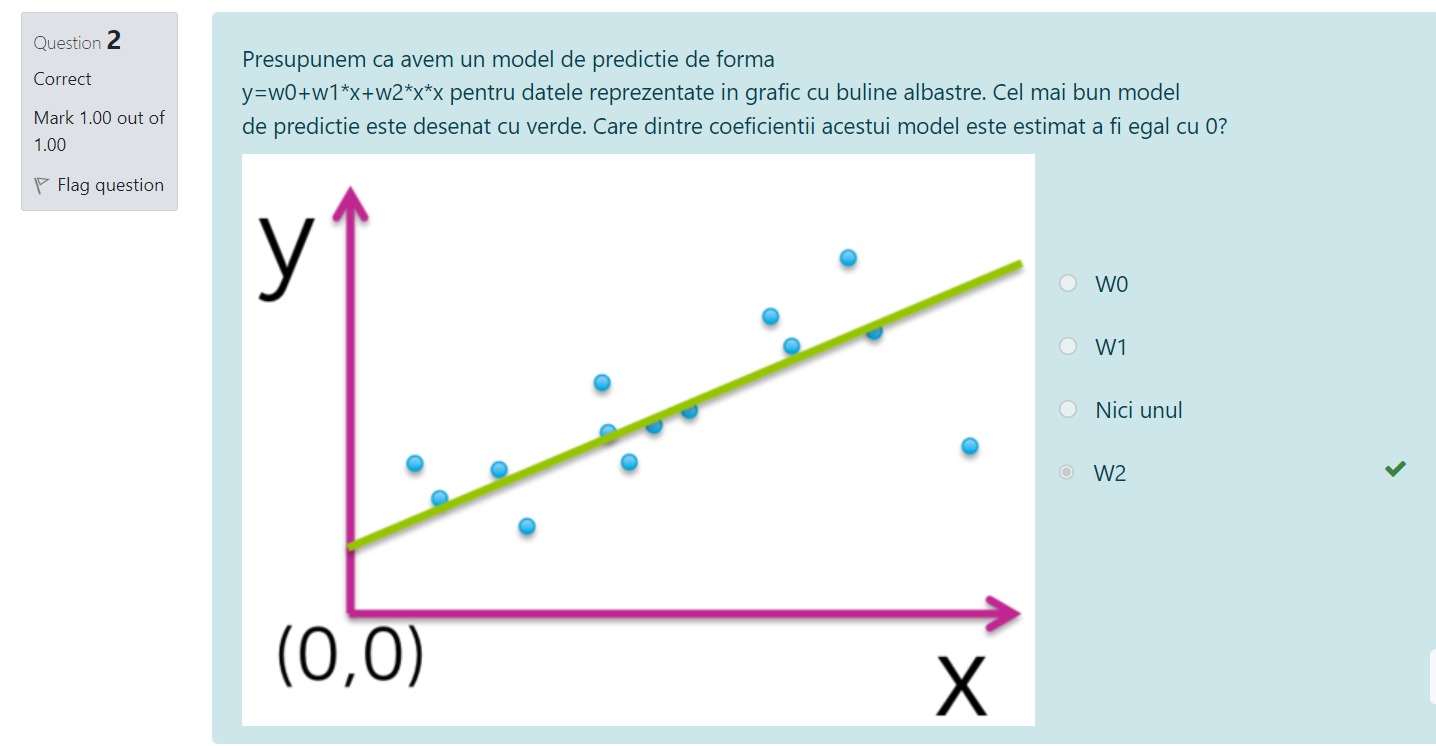 Question 2
Correct
Mark 1.00 out of
1.00
Flag question
Presupunem ca avem un model de predictie de forma
y=w0+w1*x+w2*x*x pentru datele reprezentate in grafic cu buline albastre. Cel mai bun model
de predictie este desenat cu verde. Care dintre coeficientii acestui model este estimat a fi egal cu 0?
y
(0,0)
x
W0
W1
Nici unul
W2